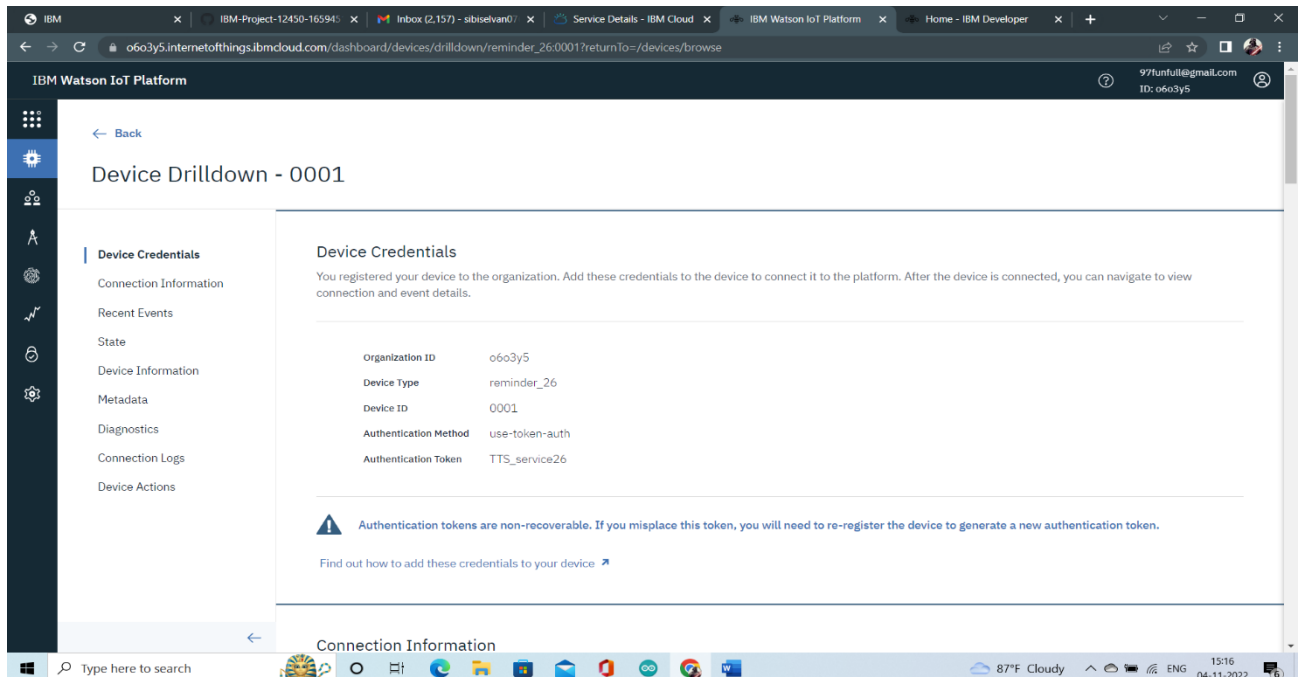 IBM
IBM-Project-12450-165945
Inbox (2,157) - sibiselvan07
Service Details - IBM Cloud
IBM Watson IoT Platform
Home - IBM Developer
o6o3y5.internetofthings.ibmcloud.com/dashboard/devices/drilldown/reminder_26:0001?returnTo=/devices/browse
IBM Watson IoT Platform
97funfull@gmail.com
ID: o6o3y5
Back
Device Drilldown - 0001
Device Credentials
Connection Information
Recent Events
State
Device Information
Metadata
Diagnostics
Connection Logs
Device Actions
Device Credentials
You registered your device to the organization. Add these credentials to the device to connect it to the platform. After the device is connected, you can navigate to view
connection and event details.
Organization ID o6o3y5
Device Type reminder_26
Device ID 0001
Authentication Method use-token-auth
Authentication Token TTS_service26
Authentication tokens are non-recoverable. If you misplace this token, you will need to re-register the device to generate a new authentication token.
Find out how to add these credentials to your device
Connection Information
Type here to search
87°F Cloudy
ENG
15:16
04-11-2022
6